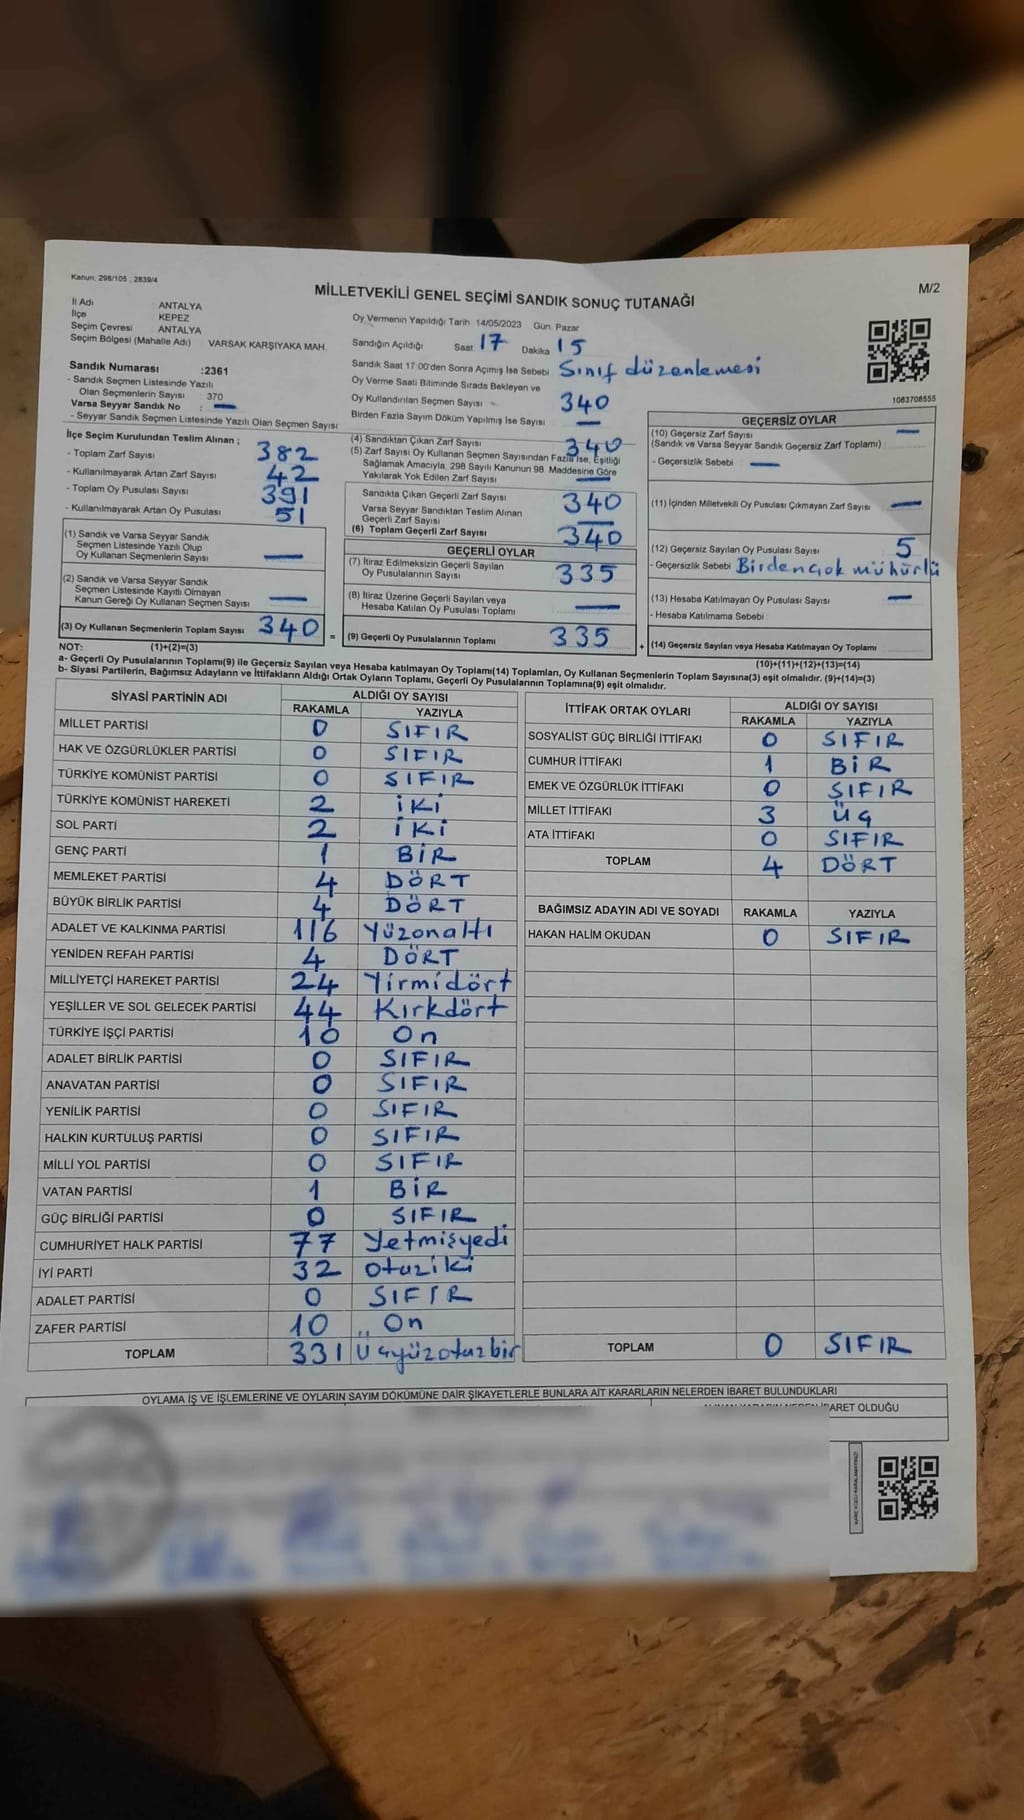 Kanun, 298/105 , 2839/4
MİLLETVEKİLİ GENEL SEÇİMİ SANDIK SONUÇ TUTANAĞI
M/2
İl Adı ANTALYA
İlçe KEPEZ
Seçim Çevresi ANTALYA
Seçim Bölgesi (Mahalle Adı) VARSAK KARŞIYAKA MAH.
Sandık Numarası :2361
- Sandık Seçmen Listesinde Yazılı
Olan Seçmenlerin Sayısı : 370
Varsa Seyyar Sandık No : —
- Seyyar Sandık Seçmen Listesinde Yazılı Olan Seçmen Sayısı
Oy Vermenin Yapıldığı Tarih 14/05/2023 Gün Pazar
Sandığın Açıldığı Saat 17 Dakika 15
Sandık Saat 17:00'den Sonra Açımış İse Sebebi Sınıf düzenlemesi
Oy Verme Saati Bitiminde Sırada Bekleyen ve
Oy Kullandırılan Seçmen Sayısı 340
Birden Fazla Sayım Döküm Yapılmış İse Sayısı —
1083708555
İlçe Seçim Kurulundan Teslim Alınan ;
- Toplam Zarf Sayısı 382
- Kullanılmayarak Artan Zarf Sayısı 42
- Toplam Oy Pusulası Sayısı 391
- Kullanılmayarak Artan Oy Pusulası 51
(1) Sandık ve Varsa Seyyar Sandık
Seçmen Listesinde Yazılı Olup
Oy Kullanan Seçmenlerin Sayısı —
(2) Sandık ve Varsa Seyyar Sandık
Seçmen Listesinde Kayıtlı Olmayan
Kanun Gereği Oy Kullanan Seçmen Sayısı —
(3) Oy Kullanan Seçmenlerin Toplam Sayısı 340 =
(4) Sandıktan Çıkan Zarf Sayısı 340
(5) Zarf Sayısı Oy Kullanan Seçmen Sayısından Fazla İse, Eşitliği
Sağlamak Amacıyla, 298 Sayılı Kanunun 98. Maddesine Göre
Yakılarak Yok Edilen Zarf Sayısı —
Sandıkta Çıkan Geçerli Zarf Sayısı 340
Varsa Seyyar Sandıktan Teslim Alınan
Geçerli Zarf Sayısı —
(6) Toplam Geçerli Zarf Sayısı 340
GEÇERLİ OYLAR
(7) İtiraz Edilmeksizin Geçerli Sayılan
Oy Pusulalarının Sayısı 335
(8) İtiraz Üzerine Geçerli Sayılan veya
Hesaba Katılan Oy Pusulası Toplamı —
(9) Geçerli Oy Pusulalarının Toplamı 335 +
GEÇERSİZ OYLAR
(10) Geçersiz Zarf Sayısı —
(Sandık ve Varsa Seyyar Sandık Geçersiz Zarf Toplamı)
- Geçersizlik Sebebi —
(11) İçinden Milletvekili Oy Pusulası Çıkmayan Zarf Sayısı —
(12) Geçersiz Sayılan Oy Pusulası Sayısı 5
- Geçersizlik Sebebi Birden çok mühürlü
(13) Hesaba Katılmayan Oy Pusulası Sayısı —
- Hesaba Katılmama Sebebi
(14) Geçersiz Sayılan veya Hesaba Katılmayan Oy Toplamı
NOT: (1)+(2)=(3)
(10)+(11)+(12)+(13)=(14)
a- Geçerli Oy Pusulalarının Toplamı(9) ile Geçersiz Sayılan veya Hesaba katılmayan Oy Toplamı(14) Toplamları, Oy Kullanan Seçmenlerin Toplam Sayısına(3) eşit olmalıdır. (9)+(14)=(3)
b- Siyasi Partilerin, Bağımsız Adayların ve İttifakların Aldığı Ortak Oyların Toplamı, Geçerli Oy Pusulalarının Toplamına(9) eşit olmalıdır.
SİYASİ PARTİNİN ADI ALDIĞI OY SAYISI
RAKAMLA YAZIYLA
MİLLET PARTİSİ 0 SIFIR
HAK VE ÖZGÜRLÜKLER PARTİSİ 0 SIFIR
TÜRKİYE KOMÜNİST PARTİSİ 0 SIFIR
TÜRKİYE KOMÜNIST HAREKETİ 2 İKİ
SOL PARTİ 2 İKİ
GENÇ PARTİ 1 BİR
MEMLEKET PARTİSİ 4 DÖRT
BÜYÜK BİRLİK PARTİSİ 4 DÖRT
ADALET VE KALKINMA PARTİSİ 116 Yüzonaltı
YENİDEN REFAH PARTİSİ 4 DÖRT
MİLLİYETÇİ HAREKET PARTİSİ 24 Yirmidört
YEŞİLLER VE SOL GELECEK PARTİSİ 44 Kırkdört
TÜRKİYE İŞÇİ PARTİSİ 10 On
ADALET BİRLİK PARTİSİ 0 SIFIR
ANAVATAN PARTİSİ 0 SIFIR
YENİLİK PARTİSİ 0 SIFIR
HALKIN KURTULUŞ PARTİSİ 0 SIFIR
MİLLİ YOL PARTİSİ 0 SIFIR
VATAN PARTİSİ 1 BİR
GÜÇ BİRLİĞİ PARTİSİ 0 SIFIR
CUMHURİYET HALK PARTİSİ 77 Yetmişyedi
İYİ PARTİ 32 Otuziki
ADALET PARTİSİ 0 SIFIR
ZAFER PARTİSİ 10 On
TOPLAM 331 Üçyüzotuzbir
İTTİFAK ORTAK OYLARI ALDIĞI OY SAYISI
RAKAMLA YAZIYLA
SOSYALİST GÜÇ BİRLİĞİ İTTİFAKI 0 SIFIR
CUMHUR İTTİFAKI 1 BİR
EMEK VE ÖZGÜRLÜK İTTİFAKI 0 SIFIR
MİLLET İTTİFAKI 3 ÜÇ
ATA İTTİFAKI 0 SIFIR
TOPLAM 4 DÖRT
BAĞIMSIZ ADAYIN ADI VE SOYADI RAKAMLA YAZIYLA
HAKAN HALİM OKUDAN 0 SIFIR
TOPLAM 0 SIFIR
OYLAMA İŞ VE İŞLEMLERİNE VE OYLARIN SAYIM DÖKÜMÜNE DAİR ŞİKAYETLERLE BUNLARA AİT KARARLARIN NELERDEN İBARET BULUNDUKLARI
İBARET OLDUĞU